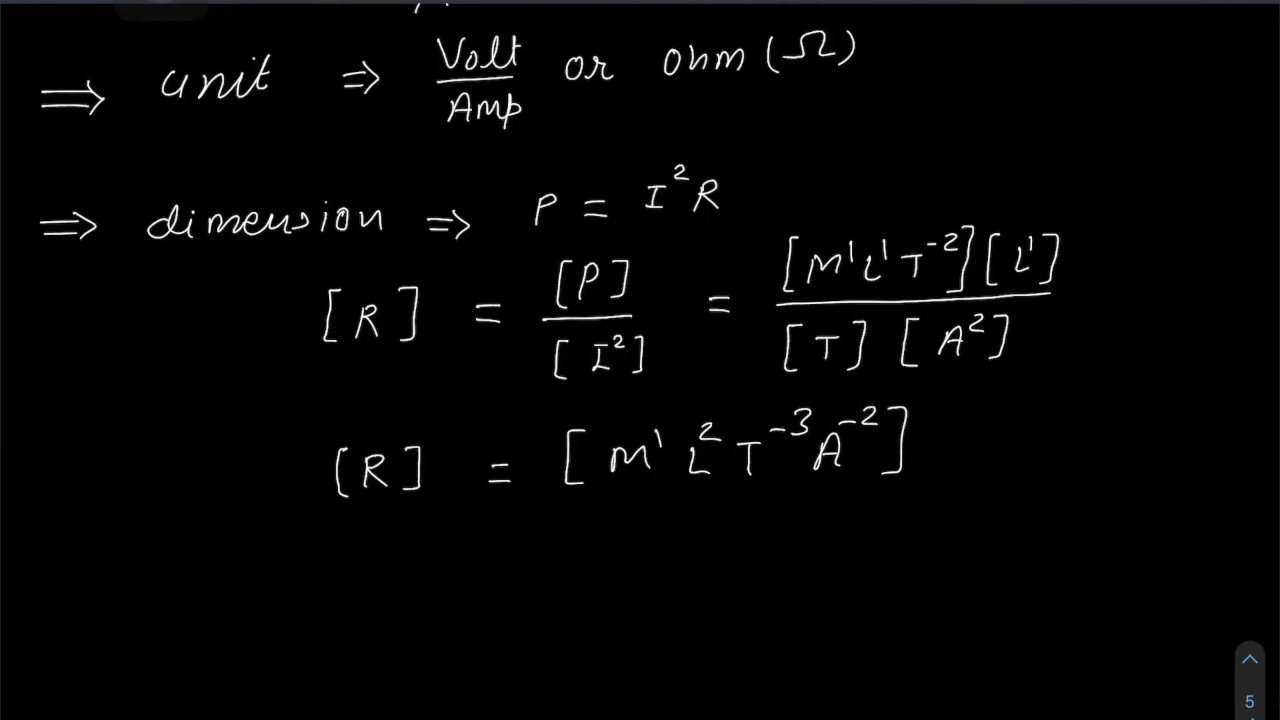 ⇒ unit ⇒ Volt/Amp or ohm (Ω)
⇒ dimension ⇒ P = I²R
[R] = [P]/[I²] = [M¹L¹T⁻²][L¹]/[T][A²]
[R] = [M¹L²T⁻³A⁻²]
5